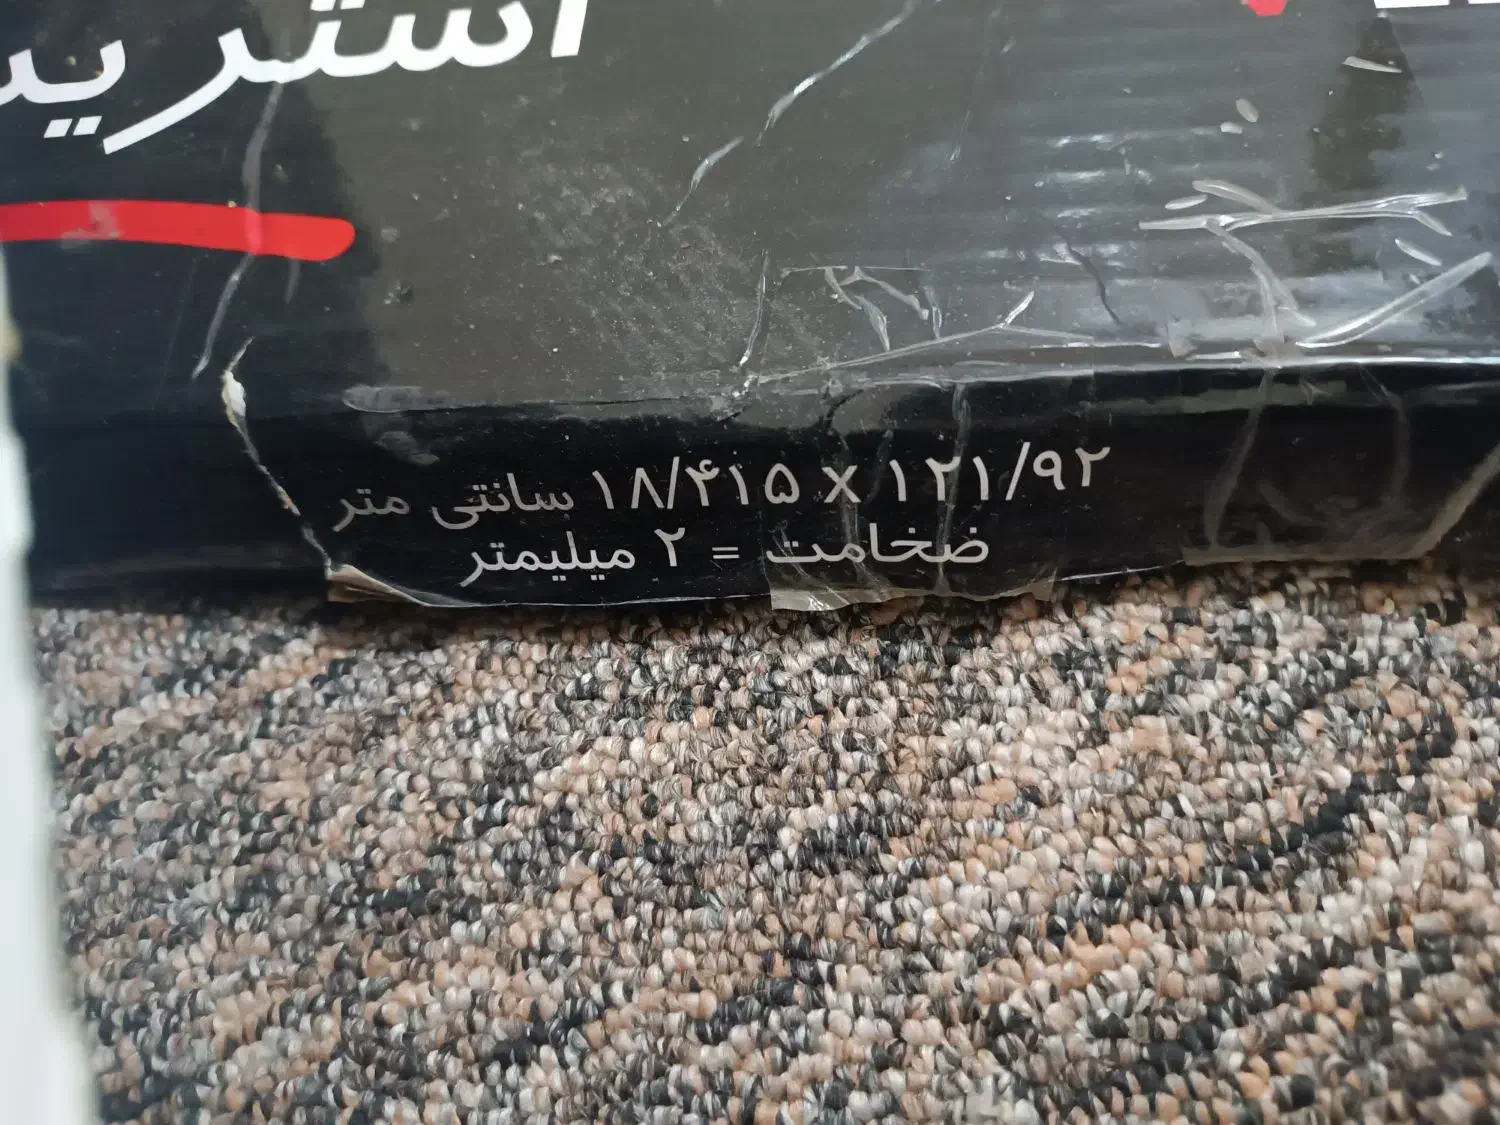 ۱۸/۴۱۵ x ۱۲۱/۹۲ سانتی متر
ضخامت = ۲ میلیمتر